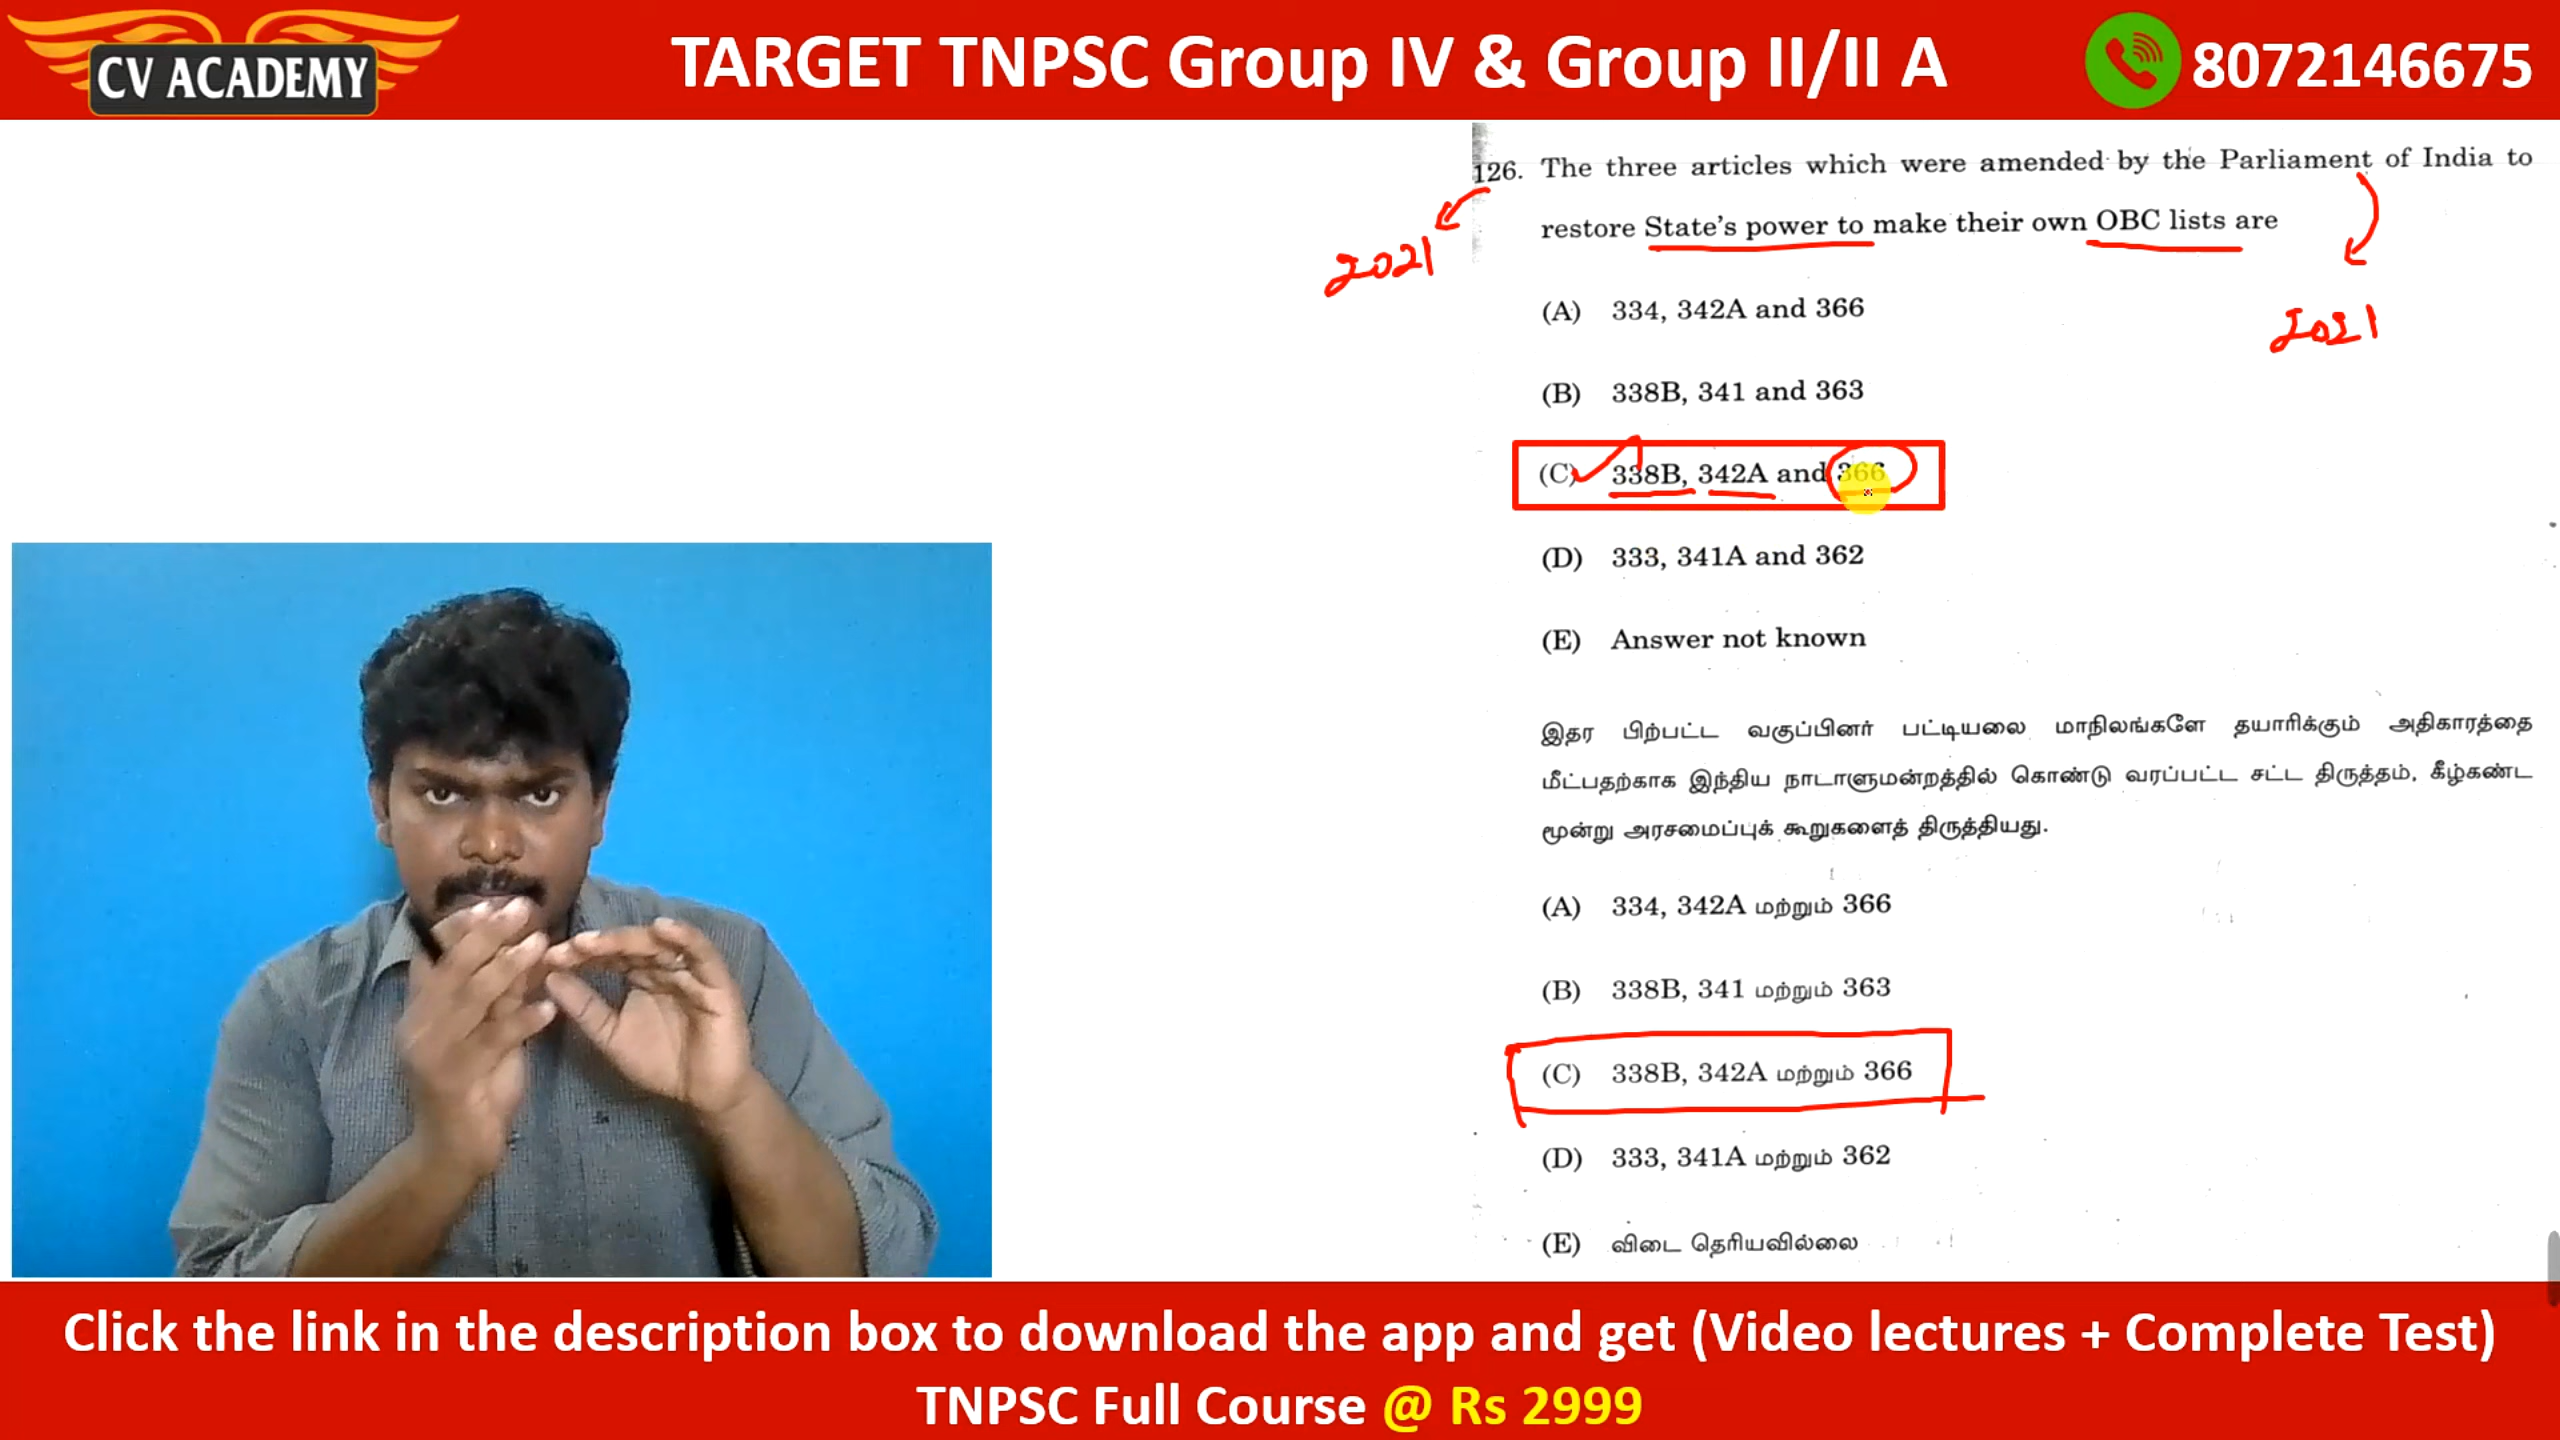 CV ACADEMY
TARGET TNPSC Group IV & Group II/II A
8072146675
126. The three articles which were amended by the Parliament of India to
restore State's power to make their own OBC lists are
2021
2021
(A) 334, 342A and 366
(B) 338B, 341 and 363
(C) 338B, 342A and 366
(D) 333, 341A and 362
(E) Answer not known
இதர பிற்பட்ட வகுப்பினர் பட்டியலை மாநிலங்களே தயாரிக்கும் அதிகாரத்தை
மீட்பதற்காக இந்திய நாடாளுமன்றத்தில் கொண்டு வரப்பட்ட சட்ட திருத்தம், கீழ்கண்ட
மூன்று அரசமைப்புக் கூறுகளைத் திருத்தியது.
(A) 334, 342A மற்றும் 366
(B) 338B, 341 மற்றும் 363
(C) 338B, 342A மற்றும் 366
(D) 333, 341A மற்றும் 362
(E) விடை தெரியவில்லை
Click the link in the description box to download the app and get (Video lectures + Complete Test)
TNPSC Full Course @ Rs 2999